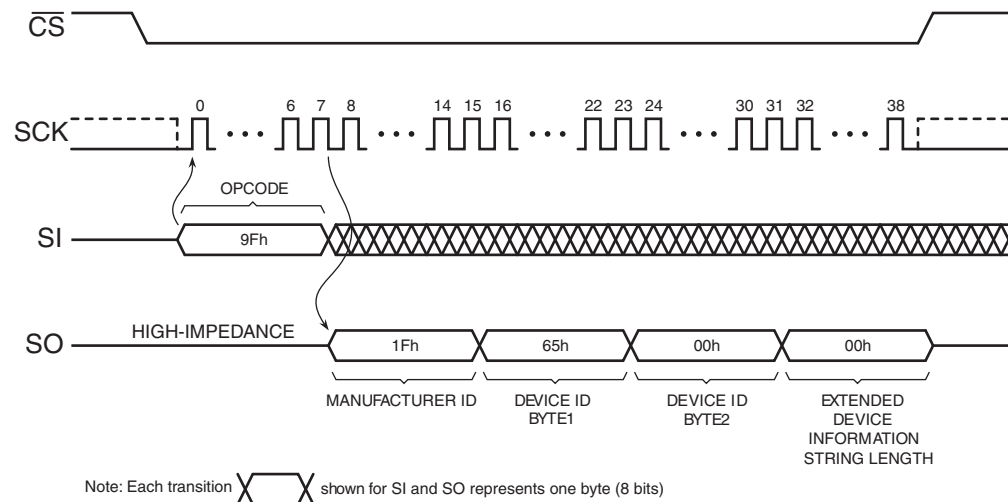 CS
SCK
0 6 7 8 14 15 16 22 23 24 30 31 32 38
OPCODE
SI
9Fh
SO
HIGH-IMPEDANCE
1Fh 65h 00h 00h
MANUFACTURER ID
DEVICE ID
BYTE1
DEVICE ID
BYTE2
EXTENDED
DEVICE
INFORMATION
STRING LENGTH
Note: Each transition shown for SI and SO represents one byte (8 bits)